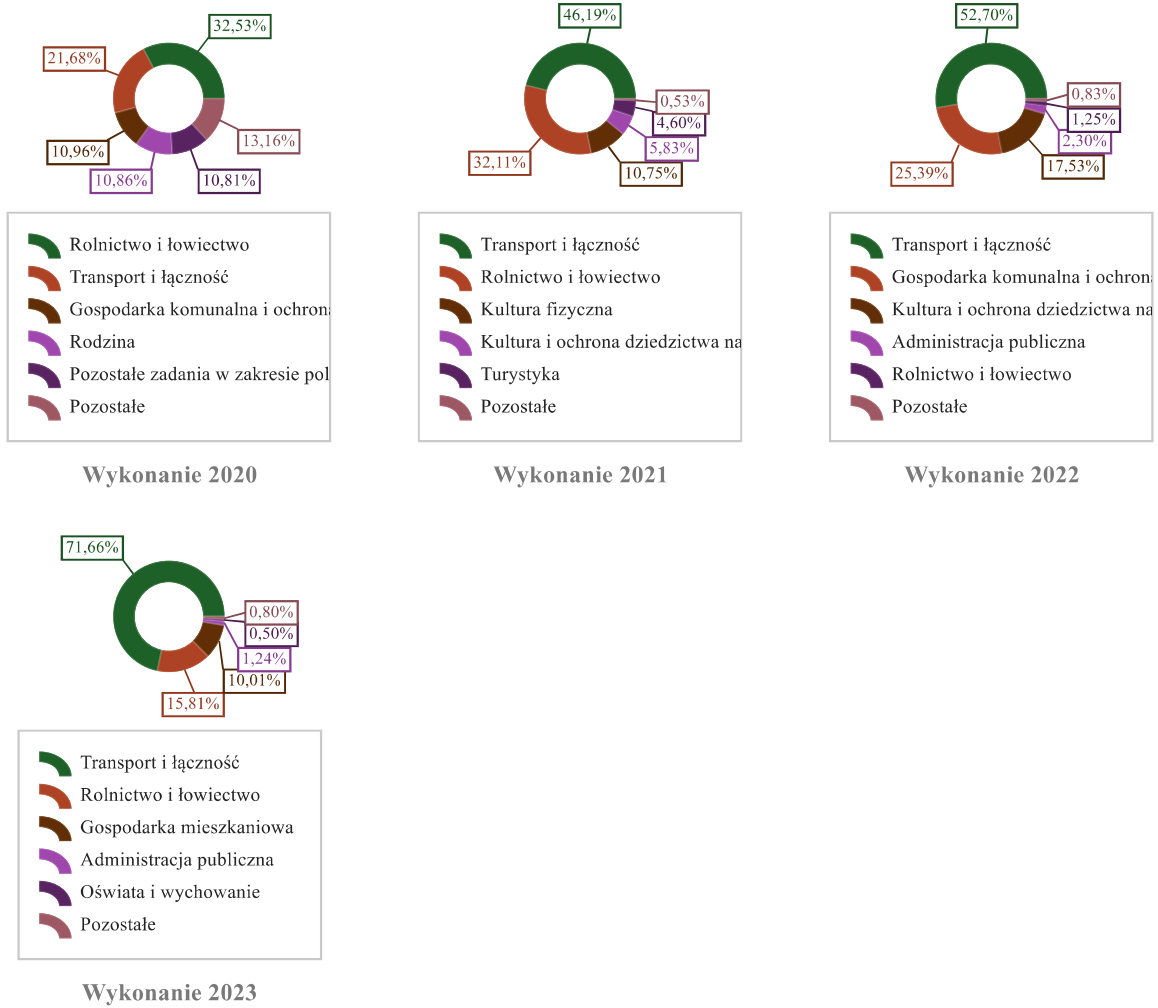 32,53%
21,68%
10,96%
13,16%
10,86%
10,81%
Rolnictwo i łowiectwo
Transport i łączność
Gospodarka komunalna i ochrona
Rodzina
Pozostałe zadania w zakresie pol
Pozostałe
Wykonanie 2020
46,19%
0,53%
4,60%
5,83%
32,11%
10,75%
Transport i łączność
Rolnictwo i łowiectwo
Kultura fizyczna
Kultura i ochrona dziedzictwa na
Turystyka
Pozostałe
Wykonanie 2021
52,70%
0,83%
1,25%
2,30%
17,53%
25,39%
Transport i łączność
Gospodarka komunalna i ochrona
Kultura i ochrona dziedzictwa na
Administracja publiczna
Rolnictwo i łowiectwo
Pozostałe
Wykonanie 2022
71,66%
0,80%
0,50%
1,24%
10,01%
15,81%
Transport i łączność
Rolnictwo i łowiectwo
Gospodarka mieszkaniowa
Administracja publiczna
Oświata i wychowanie
Pozostałe
Wykonanie 2023